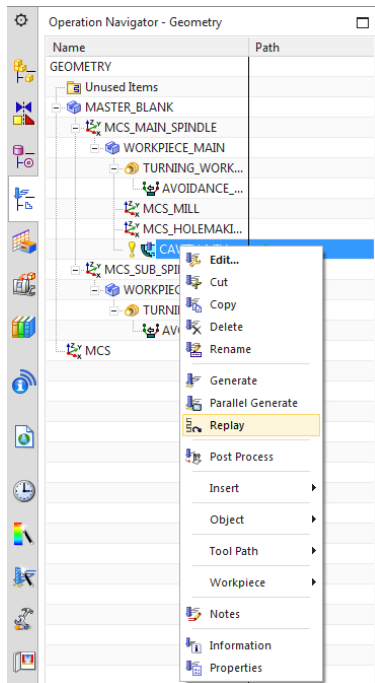 Operation Navigator - Geometry
Name Path
GEOMETRY
Unused Items
MASTER_BLANK
MCS_MAIN_SPINDLE
WORKPIECE_MAIN
TURNING_WORK...
AVOIDANCE_...
MCS_MILL
MCS_HOLEMAKI...
MCS_SUB_SPI
WORKPIEC
TURNI
AVO
MCS
Edit...
Cut
Copy
Delete
Rename
Generate
Parallel Generate
Replay
Post Process
Insert
Object
Tool Path
Workpiece
Notes
Information
Properties